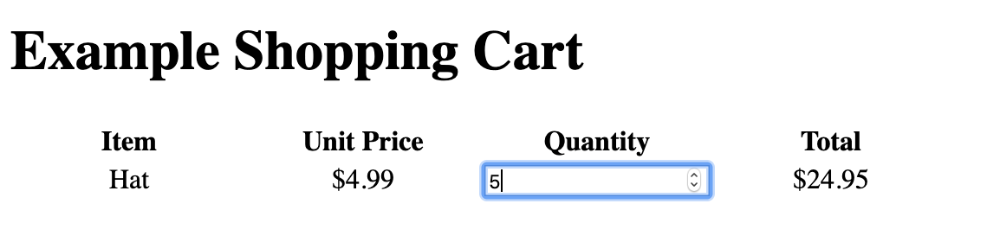 Example Shopping Cart
Item Unit Price Quantity Total
Hat $4.99 5 $24.95